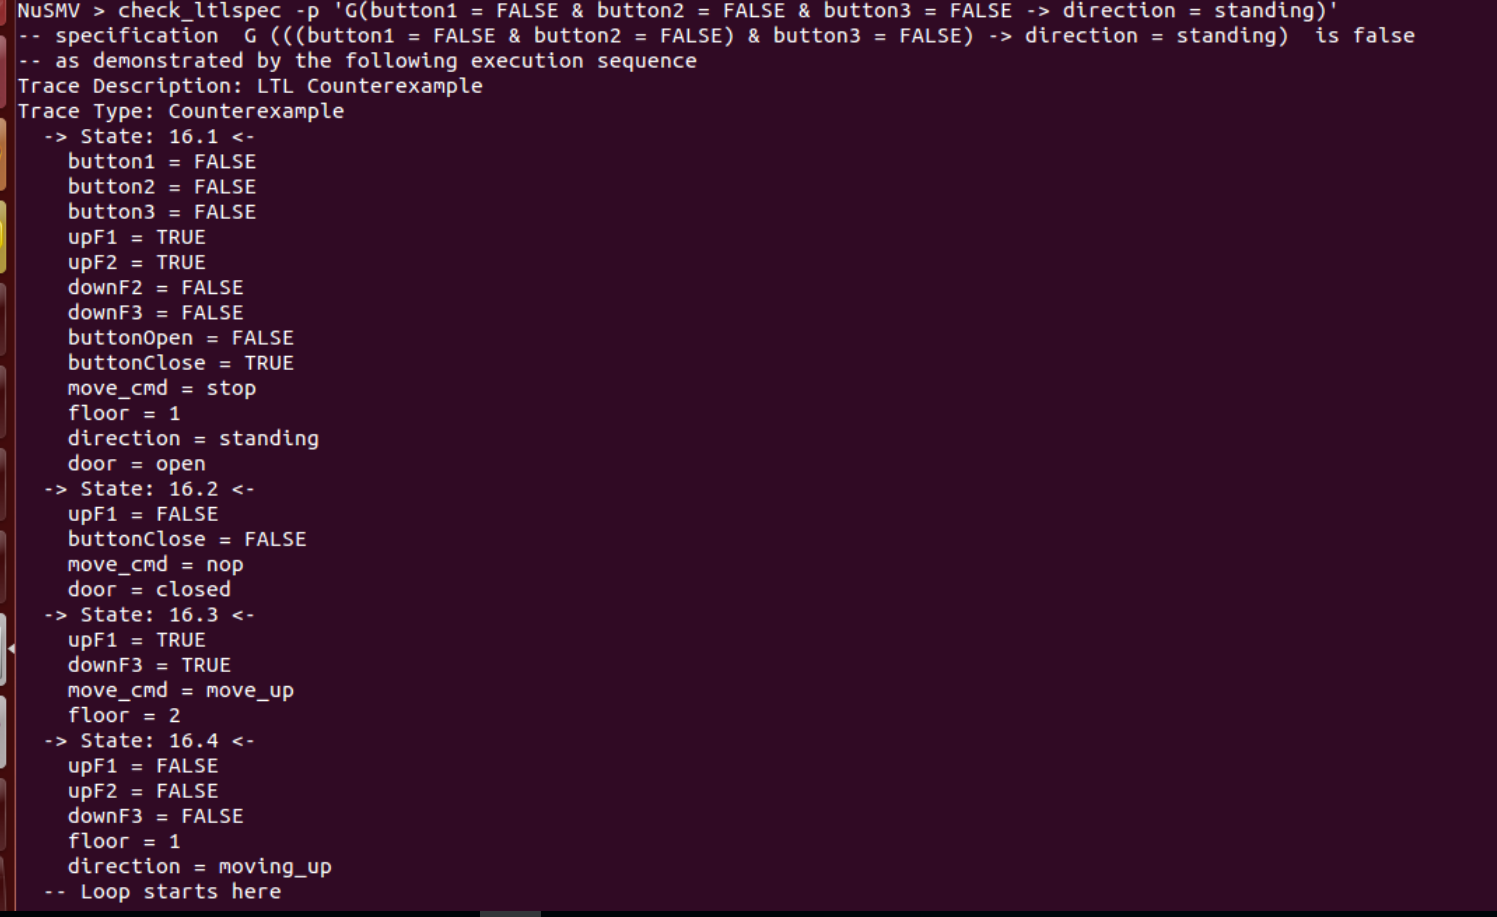 NuSMV > check_ltlspec -p 'G(button1 = FALSE & button2 = FALSE & button3 = FALSE -> direction = standing)'
-- specification  G (((button1 = FALSE & button2 = FALSE) & button3 = FALSE) -> direction = standing)  is false
-- as demonstrated by the following execution sequence
Trace Description: LTL Counterexample
Trace Type: Counterexample
  -> State: 16.1 <-
    button1 = FALSE
    button2 = FALSE
    button3 = FALSE
    upF1 = TRUE
    upF2 = TRUE
    downF2 = FALSE
    downF3 = FALSE
    buttonOpen = FALSE
    buttonClose = TRUE
    move_cmd = stop
    floor = 1
    direction = standing
    door = open
  -> State: 16.2 <-
    upF1 = FALSE
    buttonClose = FALSE
    move_cmd = nop
    door = closed
  -> State: 16.3 <-
    upF1 = TRUE
    downF3 = TRUE
    move_cmd = move_up
    floor = 2
  -> State: 16.4 <-
    upF1 = FALSE
    upF2 = FALSE
    downF3 = FALSE
    floor = 1
    direction = moving_up
  -- Loop starts here